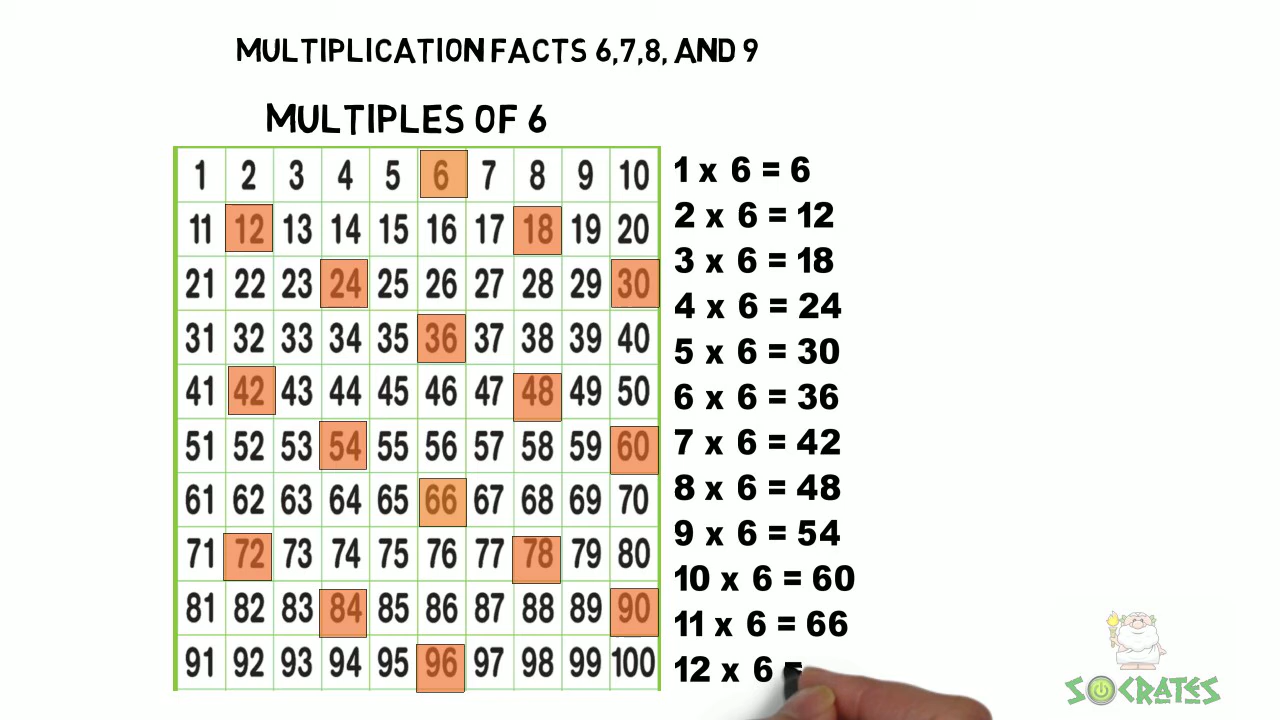 MULTIPLICATION FACTS 6,7,8, AND 9
MULTIPLES OF 6
1 2 3 4 5 6 7 8 9 10
11 12 13 14 15 16 17 18 19 20
21 22 23 24 25 26 27 28 29 30
31 32 33 34 35 36 37 38 39 40
41 42 43 44 45 46 47 48 49 50
51 52 53 54 55 56 57 58 59 60
61 62 63 64 65 66 67 68 69 70
71 72 73 74 75 76 77 78 79 80
81 82 83 84 85 86 87 88 89 90
91 92 93 94 95 96 97 98 99 100
1 x 6 = 6
2 x 6 = 12
3 x 6 = 18
4 x 6 = 24
5 x 6 = 30
6 x 6 = 36
7 x 6 = 42
8 x 6 = 48
9 x 6 = 54
10 x 6 = 60
11 x 6 = 66
12 x 6
SOCRATES